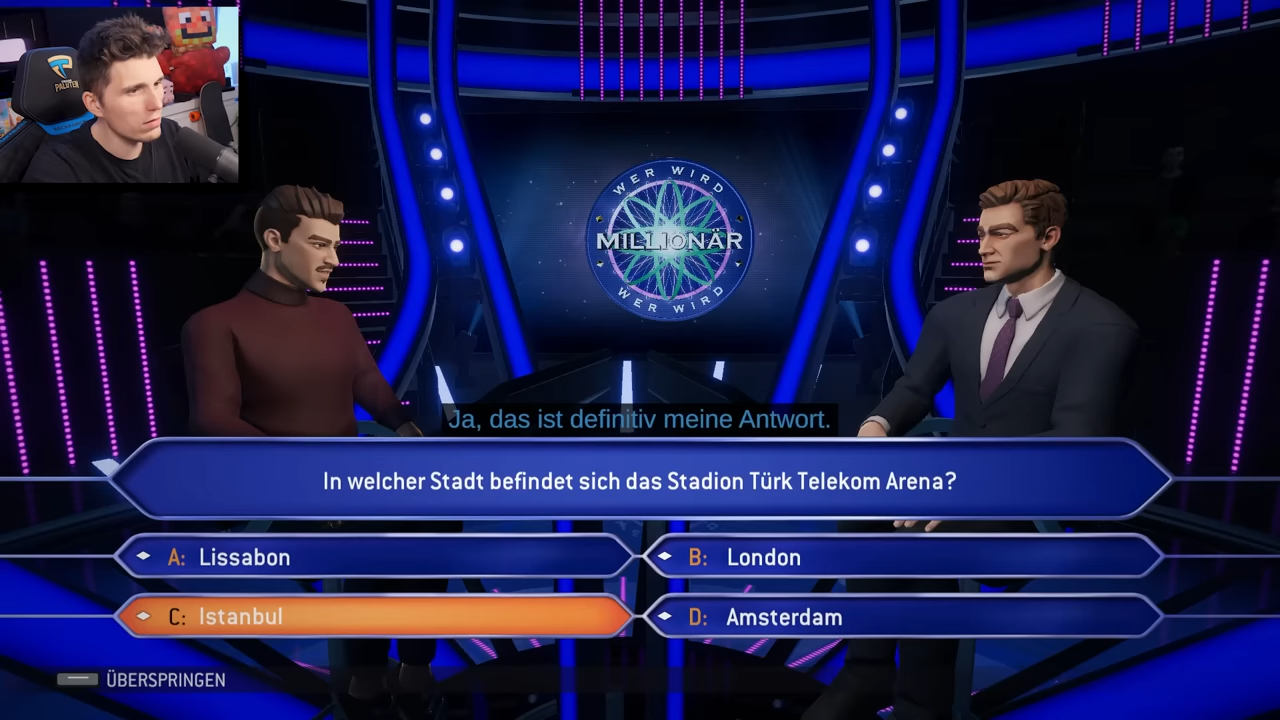 PALUTEN
WER WIRD
MILLIONÄR
WER WIRD
Ja, das ist definitiv meine Antwort.
In welcher Stadt befindet sich das Stadion Türk Telekom Arena?
A: Lissabon
B: London
C: Istanbul
D: Amsterdam
ÜBERSPRINGEN